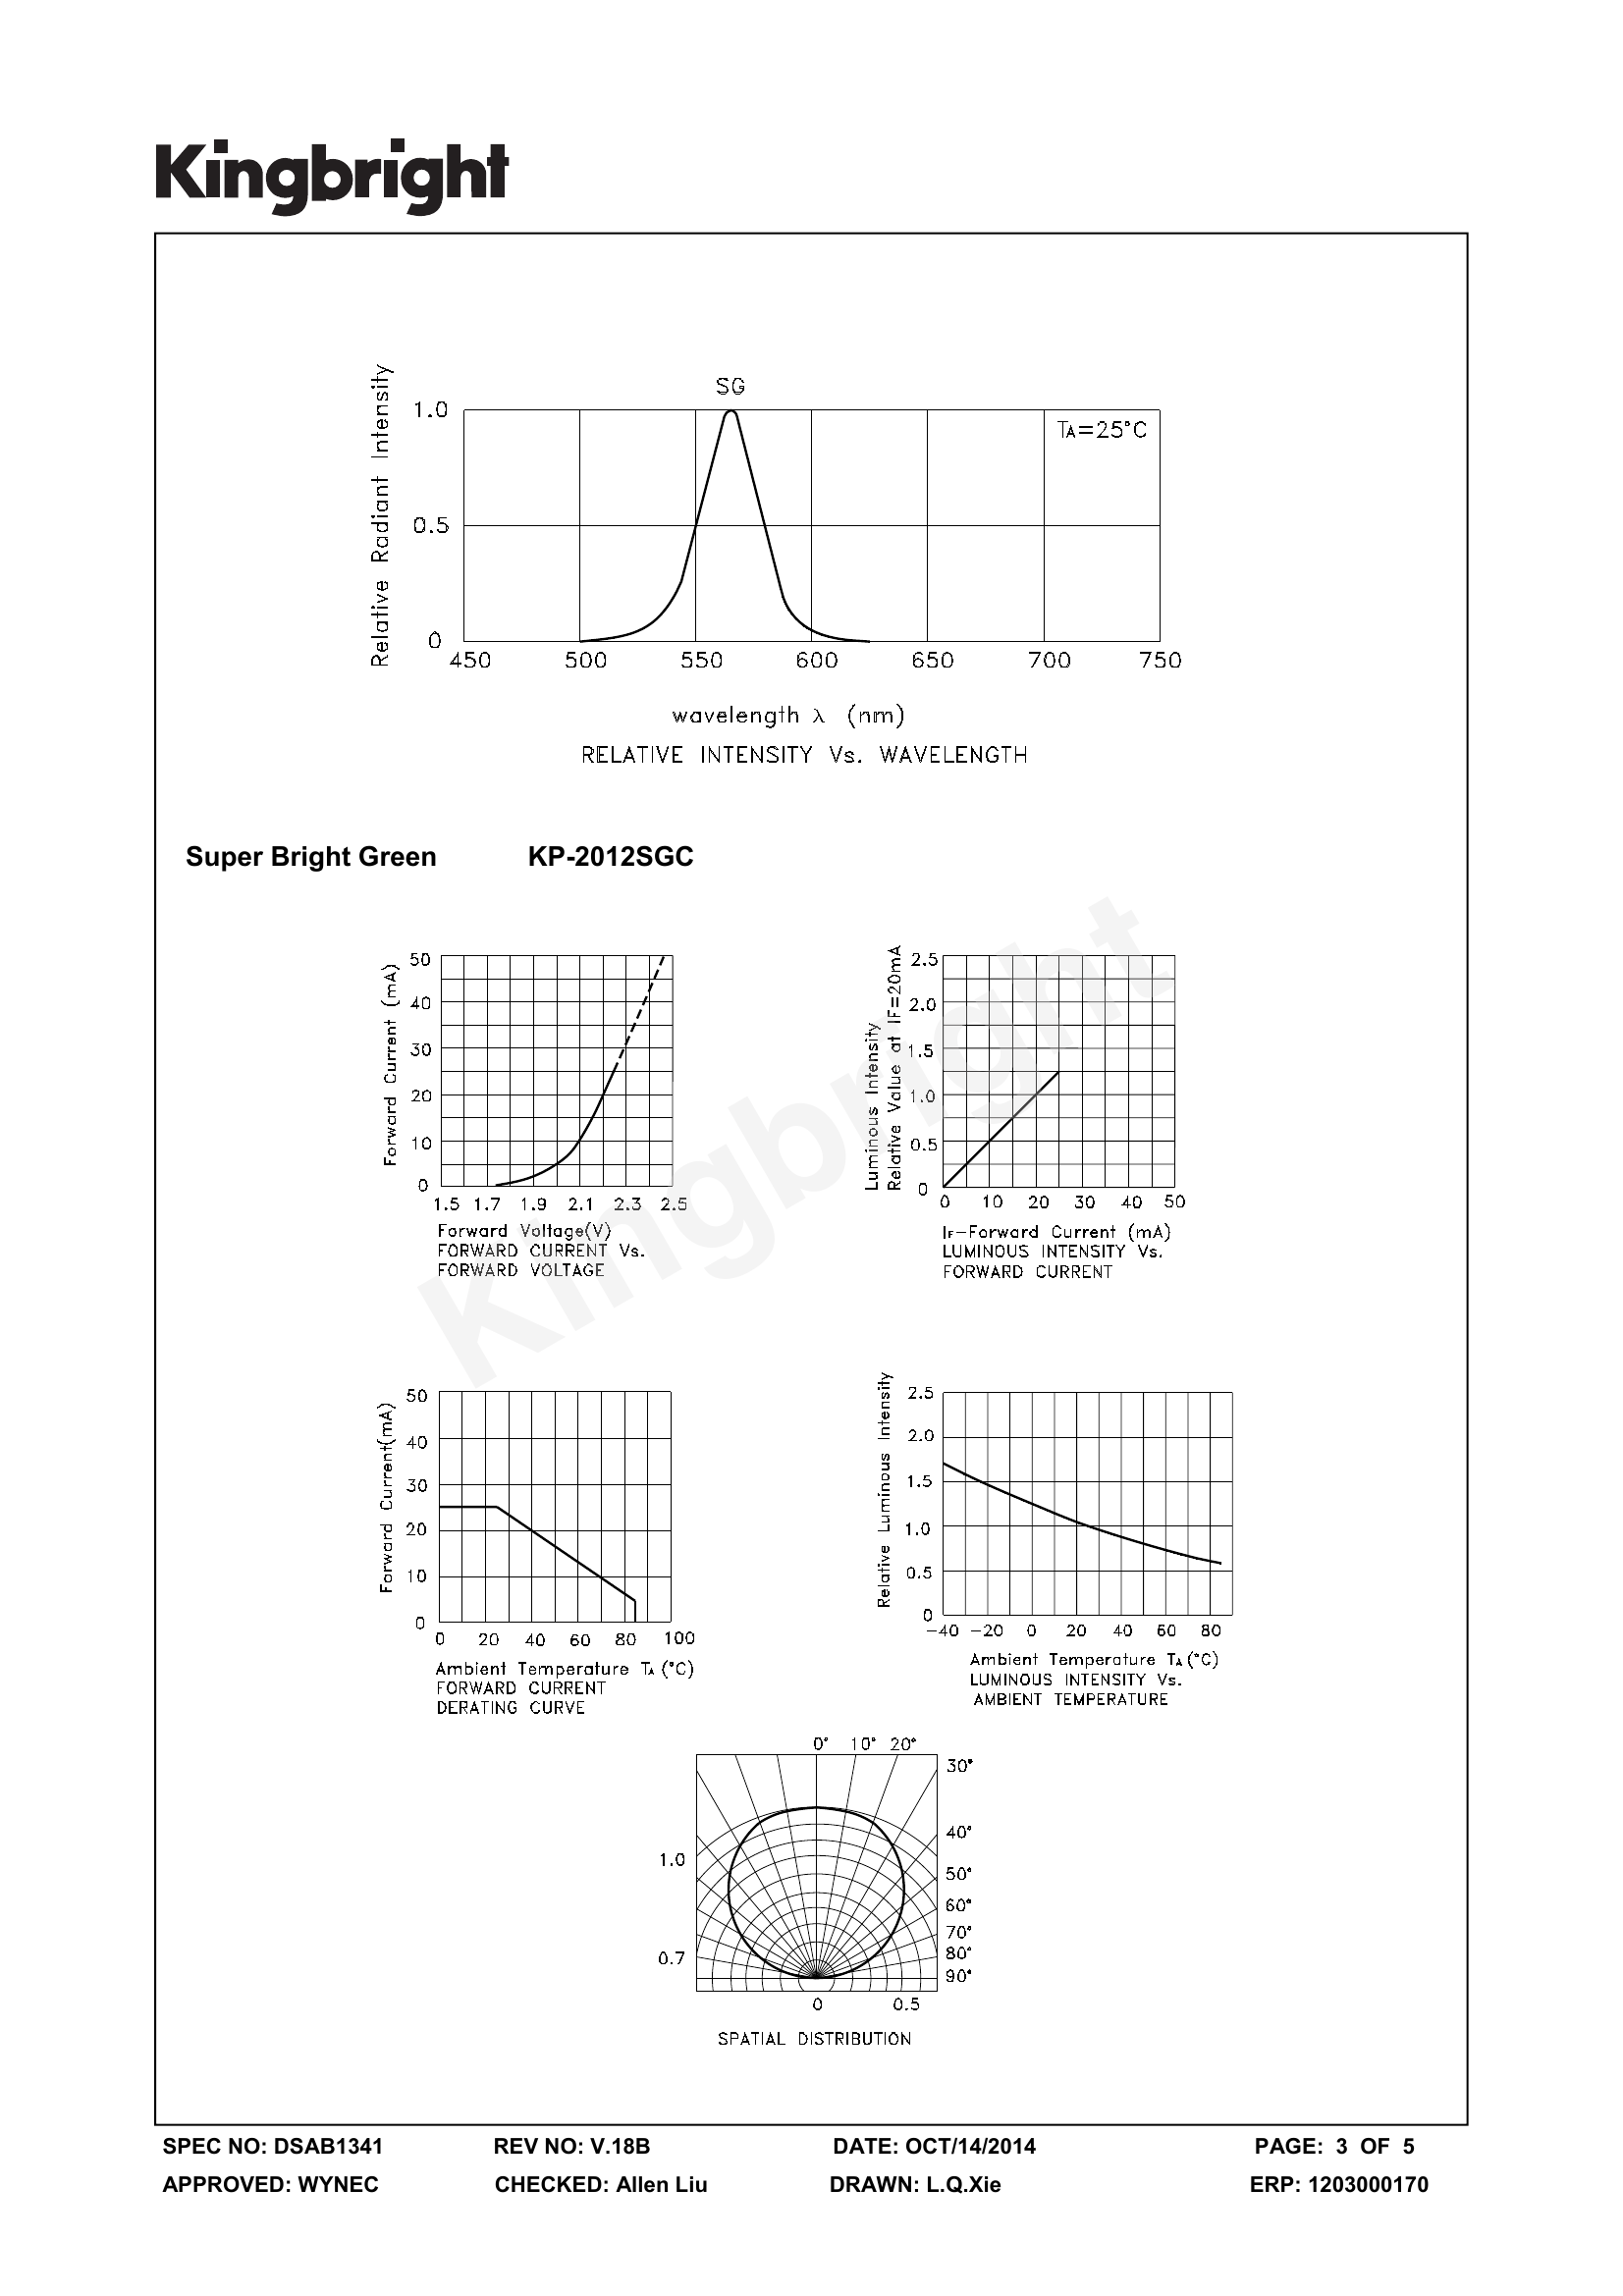 Kingbright
SG
TA=25°C
Relative Radiant Intensity
1.0
0.5
0
450 500 550 600 650 700 750
wavelength λ (nm)
RELATIVE INTENSITY Vs. WAVELENGTH
Super Bright Green KP-2012SGC
Kingbright
Forward Current (mA)
50
40
30
20
10
0
1.5 1.7 1.9 2.1 2.3 2.5
Forward Voltage(V)
FORWARD CURRENT Vs.
FORWARD VOLTAGE
Luminous Intensity
Relative Value at IF=20mA
2.5
2.0
1.5
1.0
0.5
0
0 10 20 30 40 50
IF-Forward Current (mA)
LUMINOUS INTENSITY Vs.
FORWARD CURRENT
Forward Current(mA)
50
40
30
20
10
0
0 20 40 60 80 100
Ambient Temperature TA (°C)
FORWARD CURRENT
DERATING CURVE
Relative Luminous Intensity
2.5
2.0
1.5
1.0
0.5
0
-40 -20 0 20 40 60 80
Ambient Temperature TA (°C)
LUMINOUS INTENSITY Vs.
AMBIENT TEMPERATURE
0° 10° 20°
30°
40°
50°
60°
70°
80°
90°
1.0
0.7
0 0.5
SPATIAL DISTRIBUTION
SPEC NO: DSAB1341 REV NO: V.18B DATE: OCT/14/2014 PAGE: 3 OF 5
APPROVED: WYNEC CHECKED: Allen Liu DRAWN: L.Q.Xie ERP: 1203000170